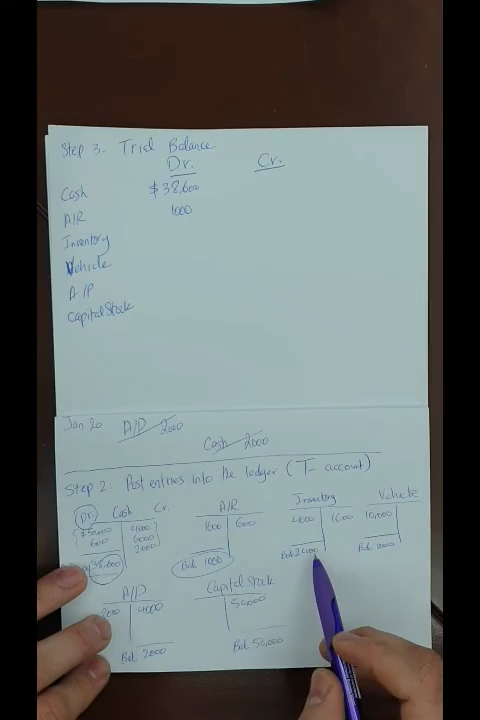 Step 3. Trial Balance
Dr. Cr.
Cash $38,600
A/R 1000
Inventory
Vehicle
A/P
Capital Stock
Jan 20 A/P 2000
Cash 2000
Step 2: Post entries into the ledger (T- account)
Dr. Cash Cr.
$50,000 4000
600 6000
2000
38,600
A/R
1600 600
Bal 1000
Inventory
4000 1600
Bal 2400
Vehicle
10,000
Bal 10000
A/P
2000 4000
Bal 2000
Capital Stock
50,000
Bal 50,000